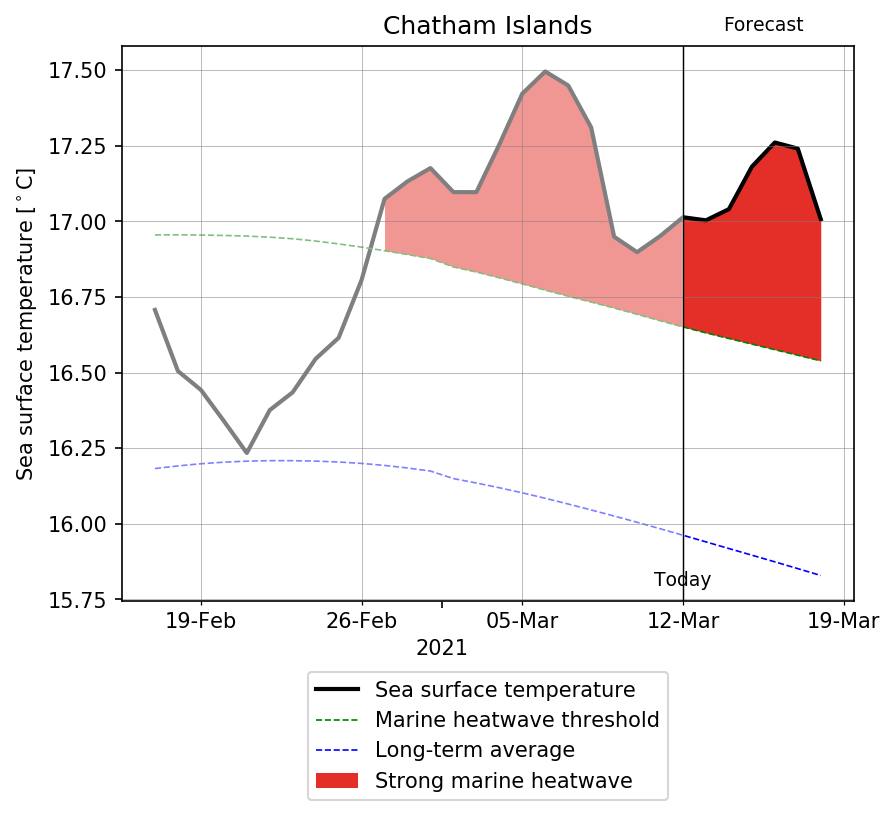 Chatham Islands
Forecast
17.50
17.25
17.00
16.75
16.50
16.25
16.00
15.75
Sea surface temperature [°C]
Today
19-Feb 26-Feb 05-Mar 12-Mar 19-Mar
2021
Sea surface temperature
Marine heatwave threshold
Long-term average
Strong marine heatwave